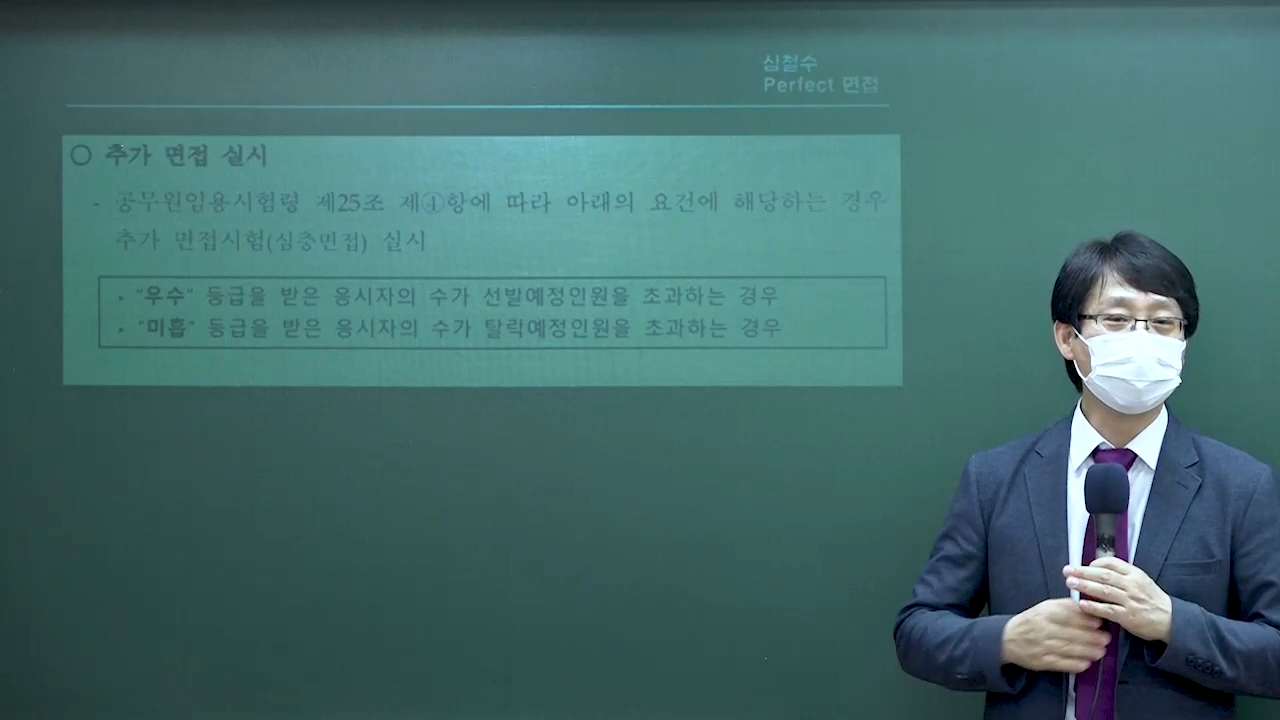 심철수
Perfect 면접
○ 추가 면접 실시
- 공무원임용시험령 제25조 제④항에 따라 아래의 요건에 해당하는 경우
추가 면접시험(심층면접) 실시
• "우수" 등급을 받은 응시자의 수가 선발예정인원을 초과하는 경우
• "미흡" 등급을 받은 응시자의 수가 탈락예정인원을 초과하는 경우